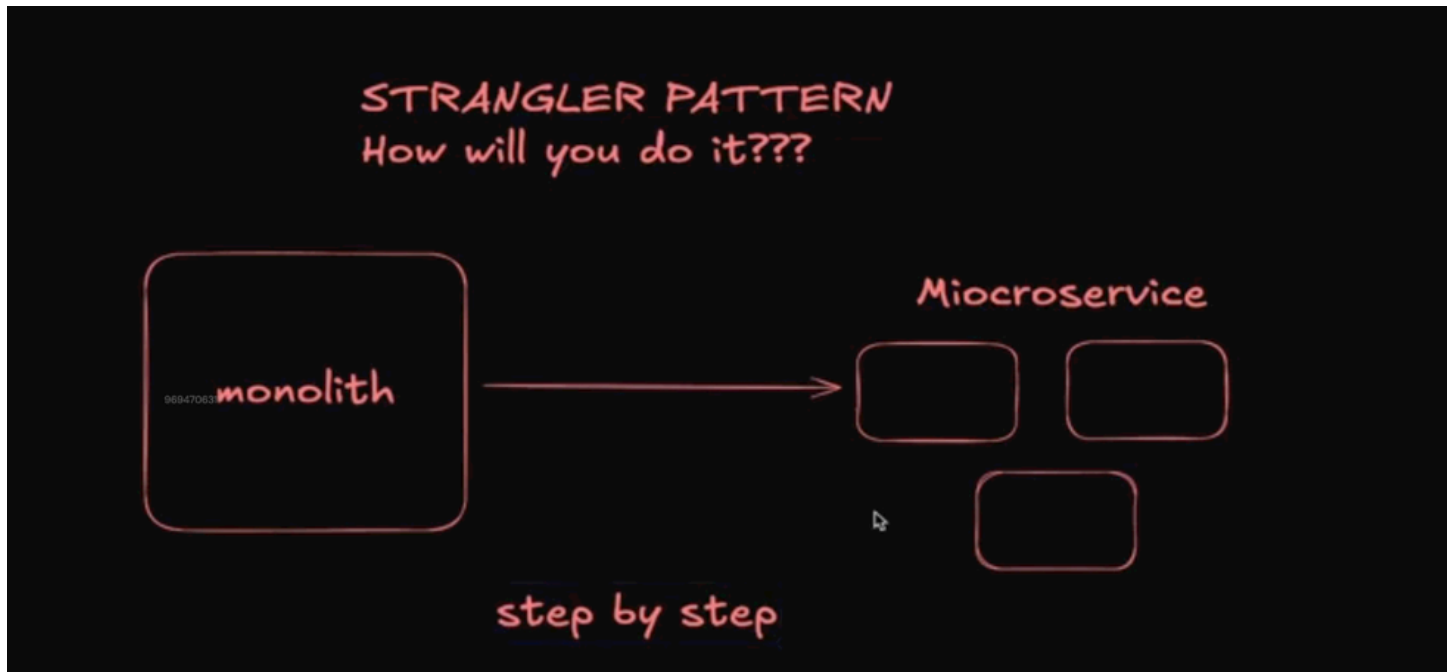 STRANGLER PATTERN
How will you do it???
Miocroservice
monolith
step by step